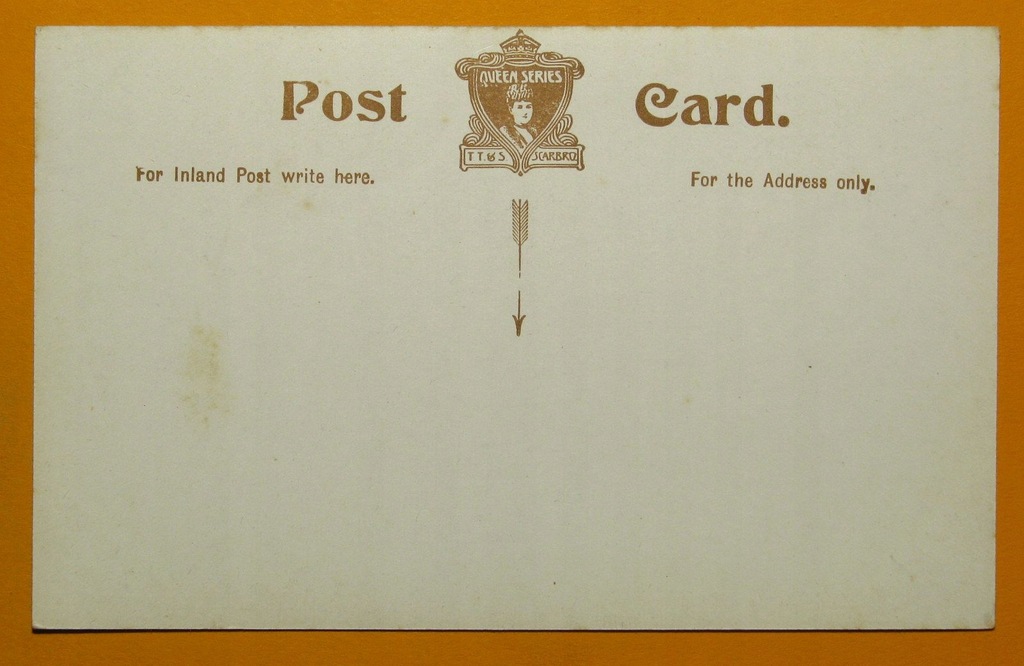 Post Card.
QUEEN SERIES
T.T. & S SCARBRO
For Inland Post write here.
For the Address only.